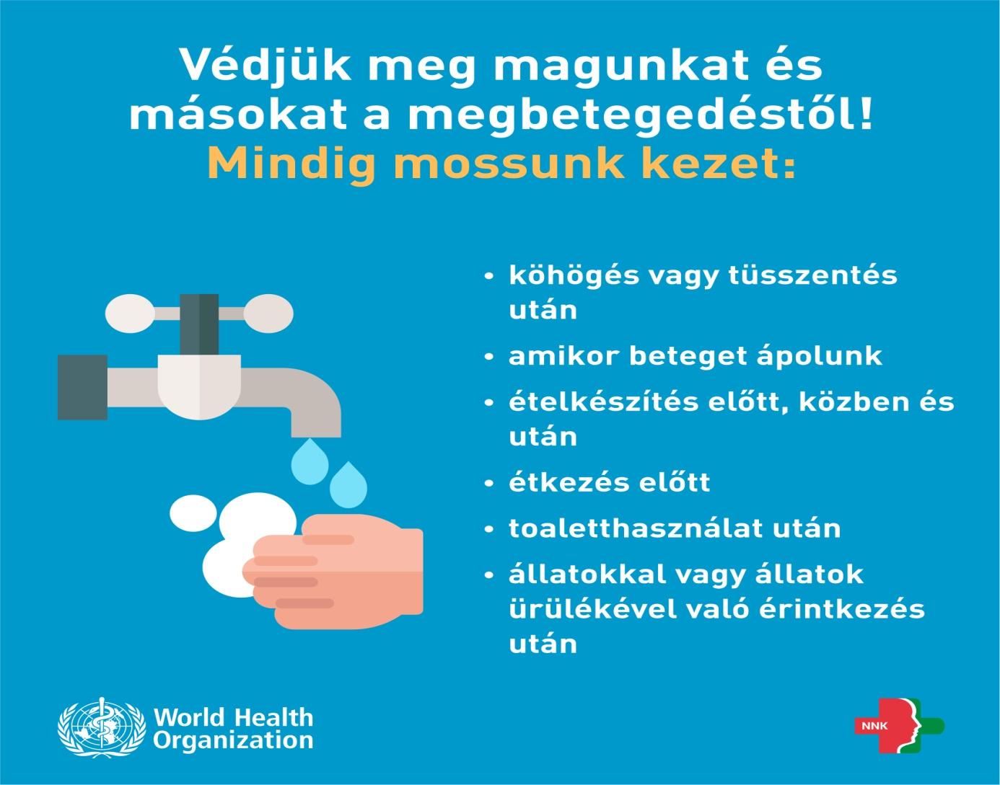 Védjük meg magunkat és
másokat a megbetegedéstől!
Mindig mossunk kezet:
• köhögés vagy tüsszentés
után
• amikor beteget ápolunk
• ételkészítés előtt, közben és
után
• étkezés előtt
• toaletthasználat után
• állatokkal vagy állatok
ürülékével való érintkezés
után
World Health
Organization
NNK